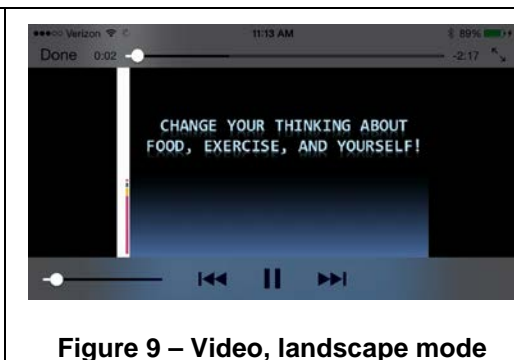 Verizon 11:13 AM 89%
Done 0:02 -2:17
CHANGE YOUR THINKING ABOUT
FOOD, EXERCISE, AND YOURSELF!
Figure 9 – Video, landscape mode